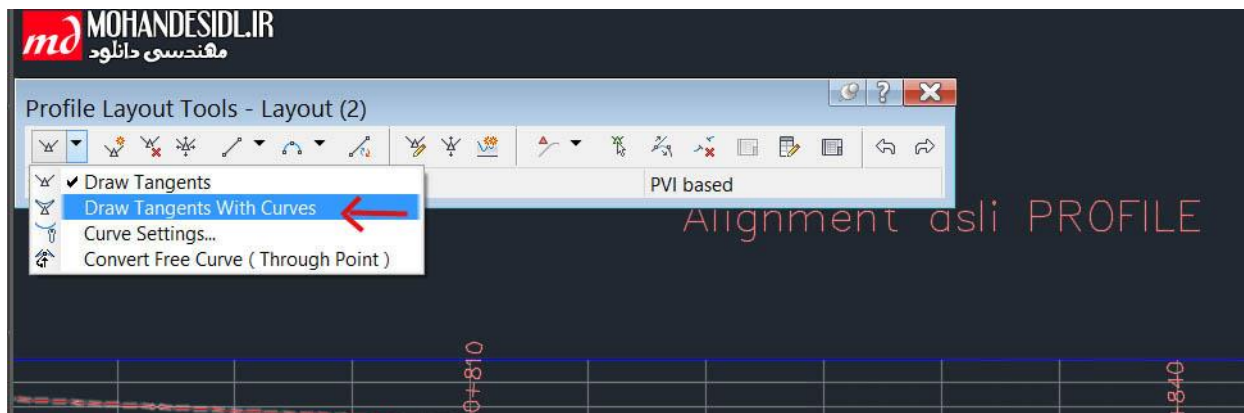 MOHANDESIDL.IR
md مهندسی دانلود
Profile Layout Tools - Layout (2)
Draw Tangents
PVI based
Draw Tangents With Curves
Alignment asli PROFILE
Curve Settings...
Convert Free Curve ( Through Point )
0+810
0+840